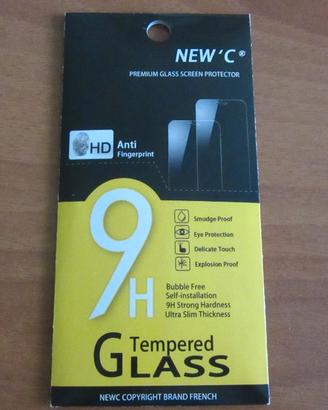 NEW 'C ®
PREMIUM GLASS SCREEN PROTECTOR
HD
Anti
Fingerprint
9H
Smudge Proof
Eye Protection
Delicate Touch
Explosion Proof
Bubble Free
Self-installation
9H Strong Hardness
Ultra Slim Thickness
Tempered
GLASS
NEWC COPYRIGHT BRAND FRENCH